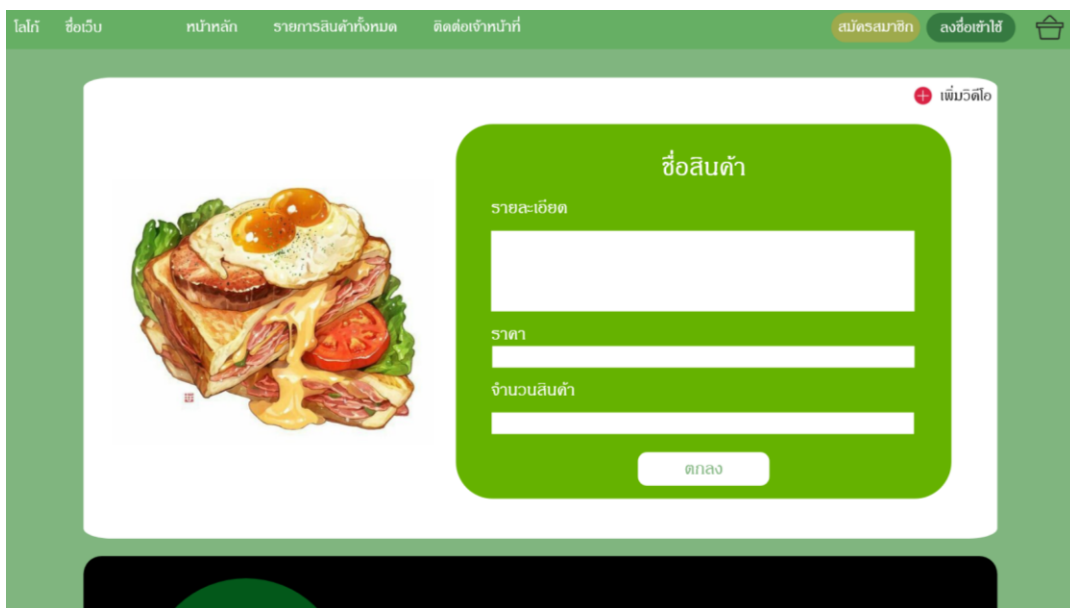 โลโก้ ชื่อเว็บ หน้าหลัก รายการสินค้าทั้งหมด ติดต่อเจ้าหน้าที่ สมัครสมาชิก ลงชื่อเข้าใช้
เพิ่มวิดีโอ
ชื่อสินค้า
รายละเอียด
ราคา
จำนวนสินค้า
ตกลง